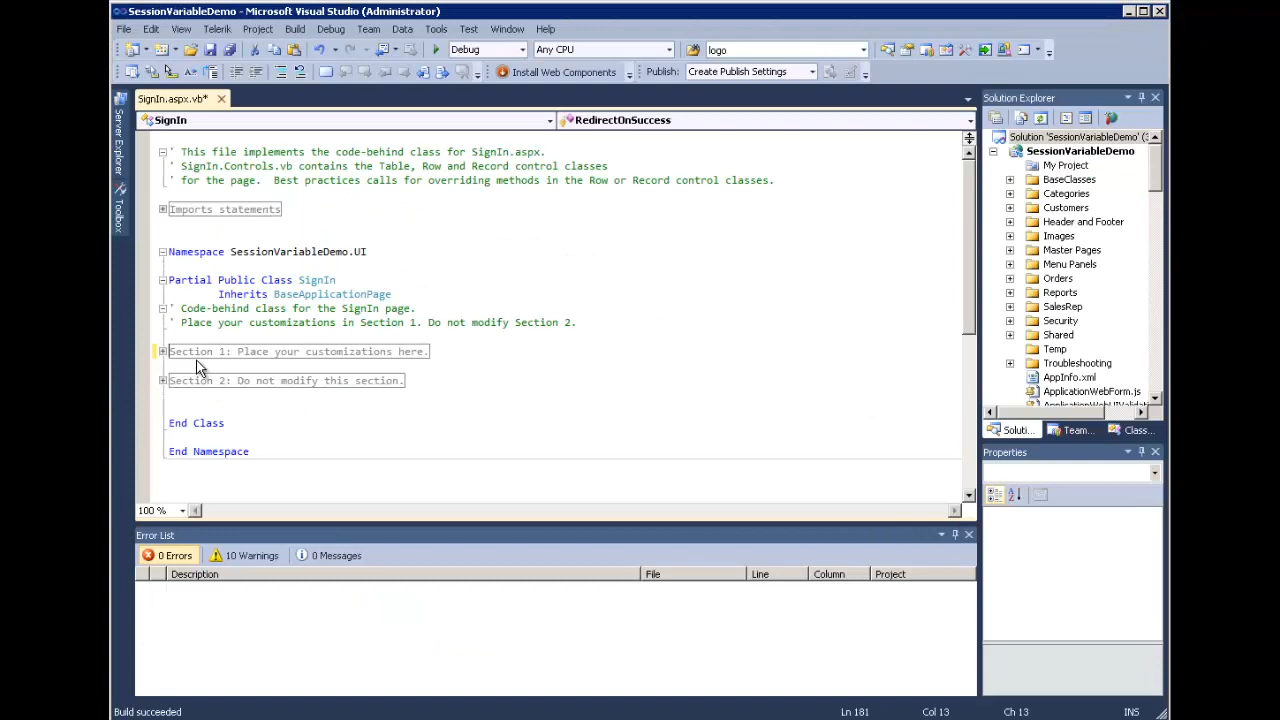 SessionVariableDemo - Microsoft Visual Studio (Administrator)
File Edit View Telerik Project Build Debug Team Data Tools Test Window Help
Debug Any CPU logo
Install Web Components Publish: Create Publish Settings
Server Explorer
Toolbox
SignIn.aspx.vb*
SignIn RedirectOnSuccess
' This file implements the code-behind class for SignIn.aspx.
' SignIn.Controls.vb contains the Table, Row and Record control classes
' for the page.  Best practices calls for overriding methods in the Row or Record control classes.
Imports statements
Namespace SessionVariableDemo.UI
Partial Public Class SignIn
Inherits BaseApplicationPage
' Code-behind class for the SignIn page.
' Place your customizations in Section 1. Do not modify Section 2.
Section 1: Place your customizations here.
Section 2: Do not modify this section.
End Class
End Namespace
100 %
Solution Explorer
Solution 'SessionVariableDemo' (
SessionVariableDemo
My Project
BaseClasses
Categories
Customers
Header and Footer
Images
Master Pages
Menu Panels
Orders
Reports
SalesRep
Security
Temp
Troubleshooting
AppInfo.xml
ApplicationWebForm.js
Soluti... Team... Class...
Properties
Error List
0 Errors 10 Warnings 0 Messages
Description File Line Column Project
Build succeeded Ln 181 Col 13 Ch 13 INS